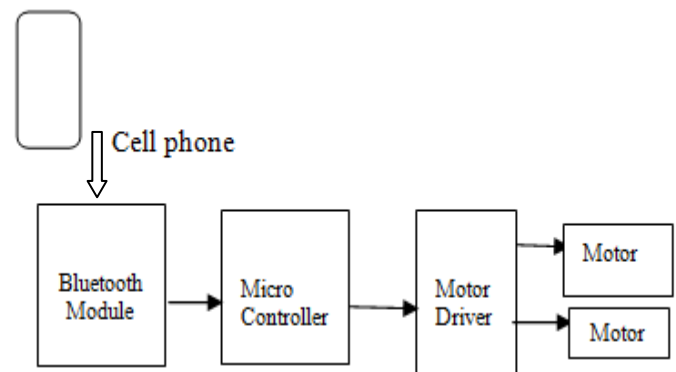 Cell phone
Bluetooth
Module
Micro
Controller
Motor
Driver
Motor
Motor